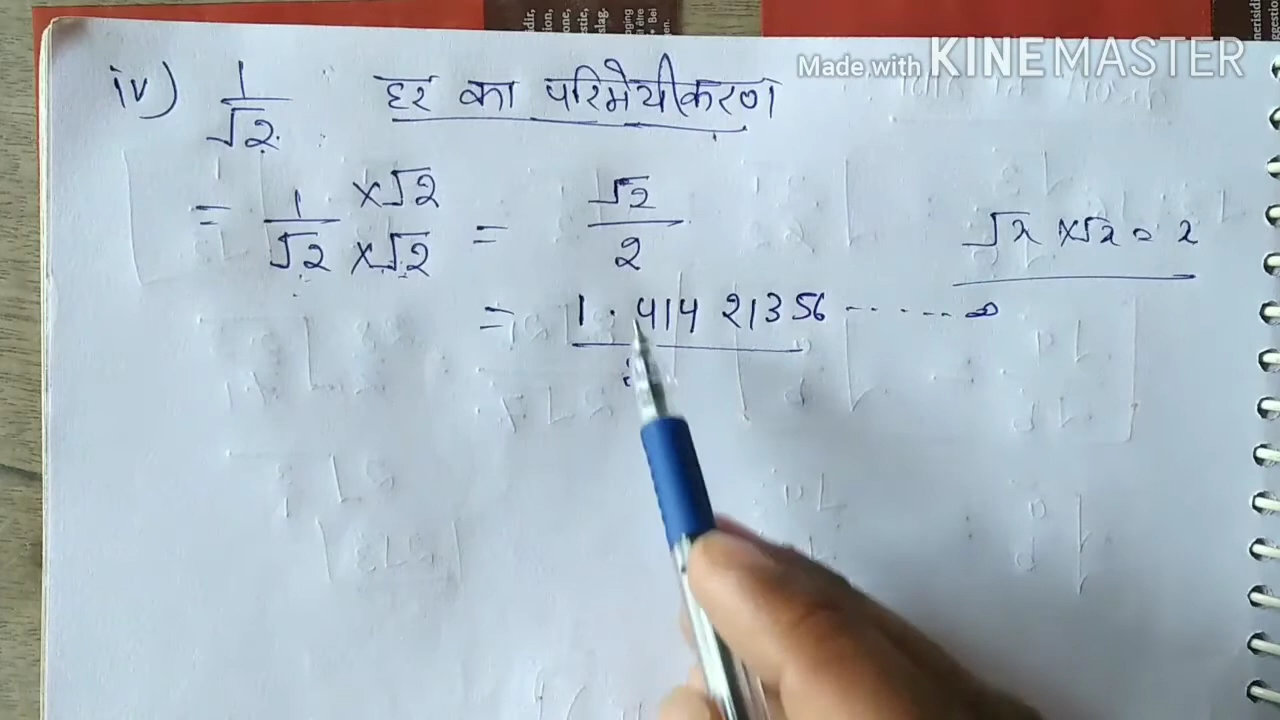 Made with KINEMASTER
iv) 1/√2 हर का परिमेयीकरण
= 1/√2 ×√2/×√2 = √2/2
√2 ×√2 = 2
= 1.41421356 ...... ∞